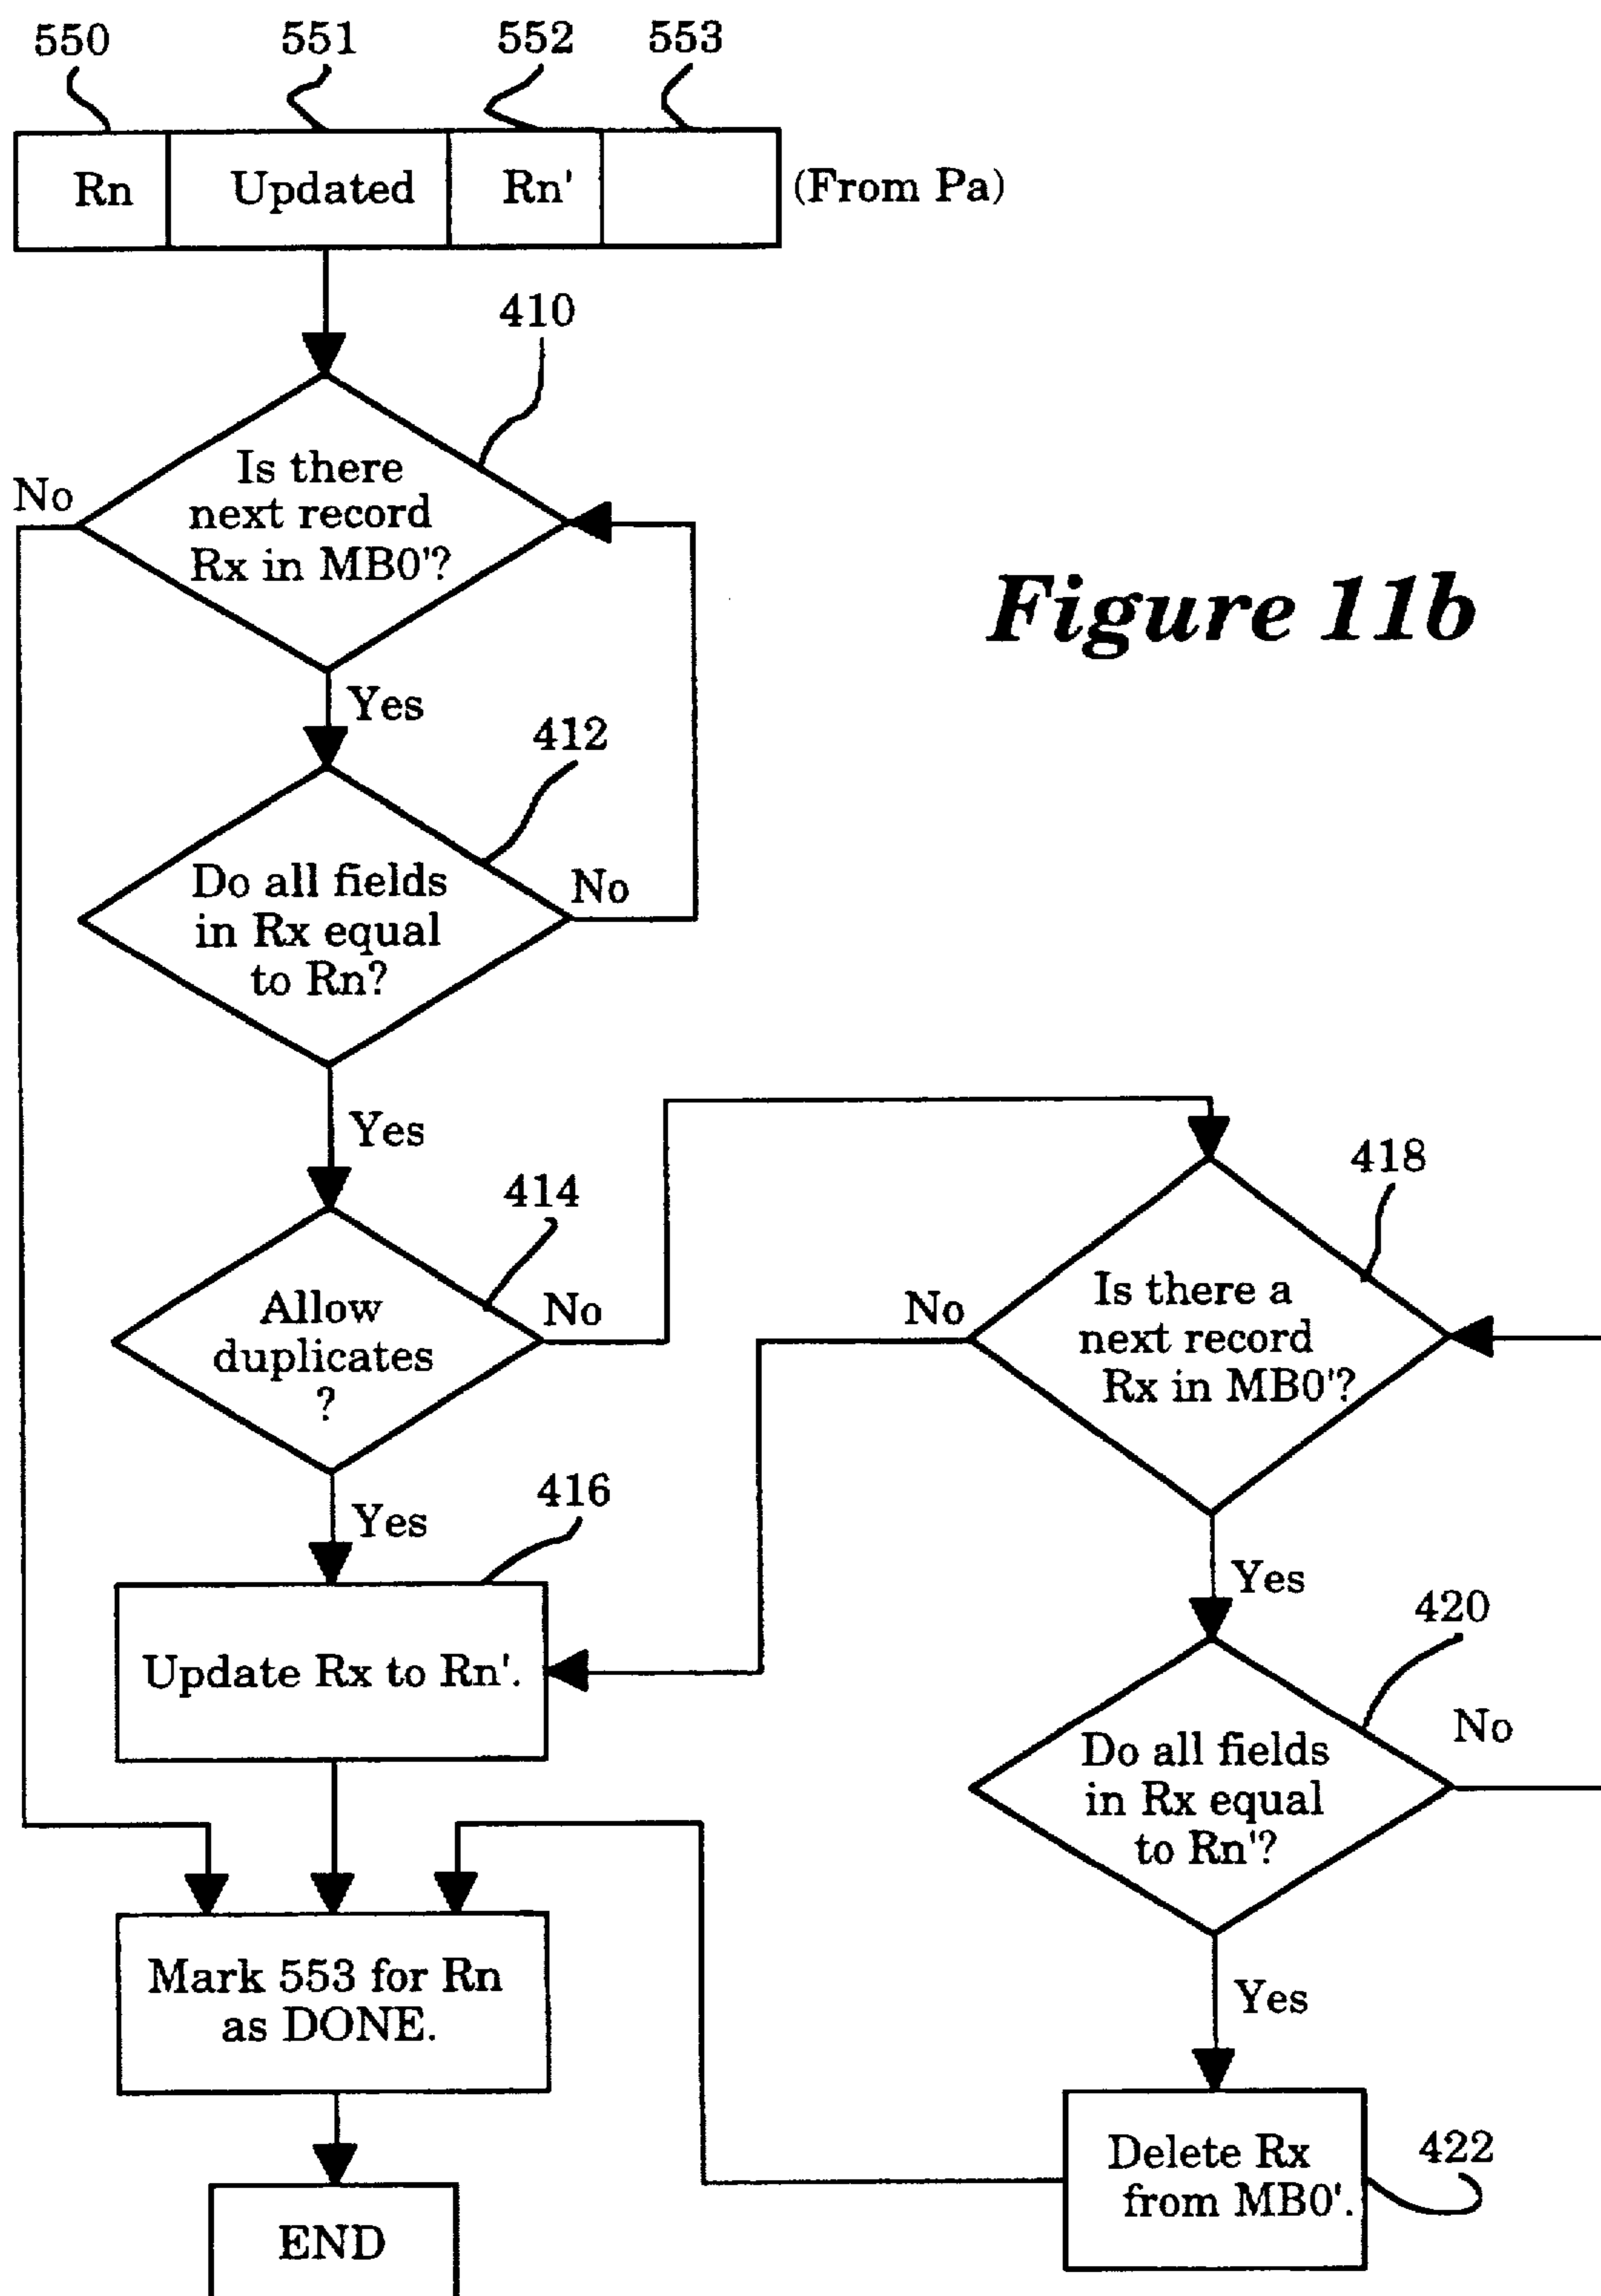 550
551
552
553
Rn
Updated
Rn'
(From Pa)
410
Is there
next record
Rx in MB0'?
No
Yes
Figure 11b
412
Do all fields
in Rx equal
to Rn?
No
Yes
414
Allow
duplicates
?
No
Yes
418
Is there a
next record
Rx in MB0'?
No
Yes
416
Update Rx to Rn'.
420
Do all fields
in Rx equal
to Rn'?
No
Yes
Mark 553 for Rn
as DONE.
422
Delete Rx
from MB0'.
END